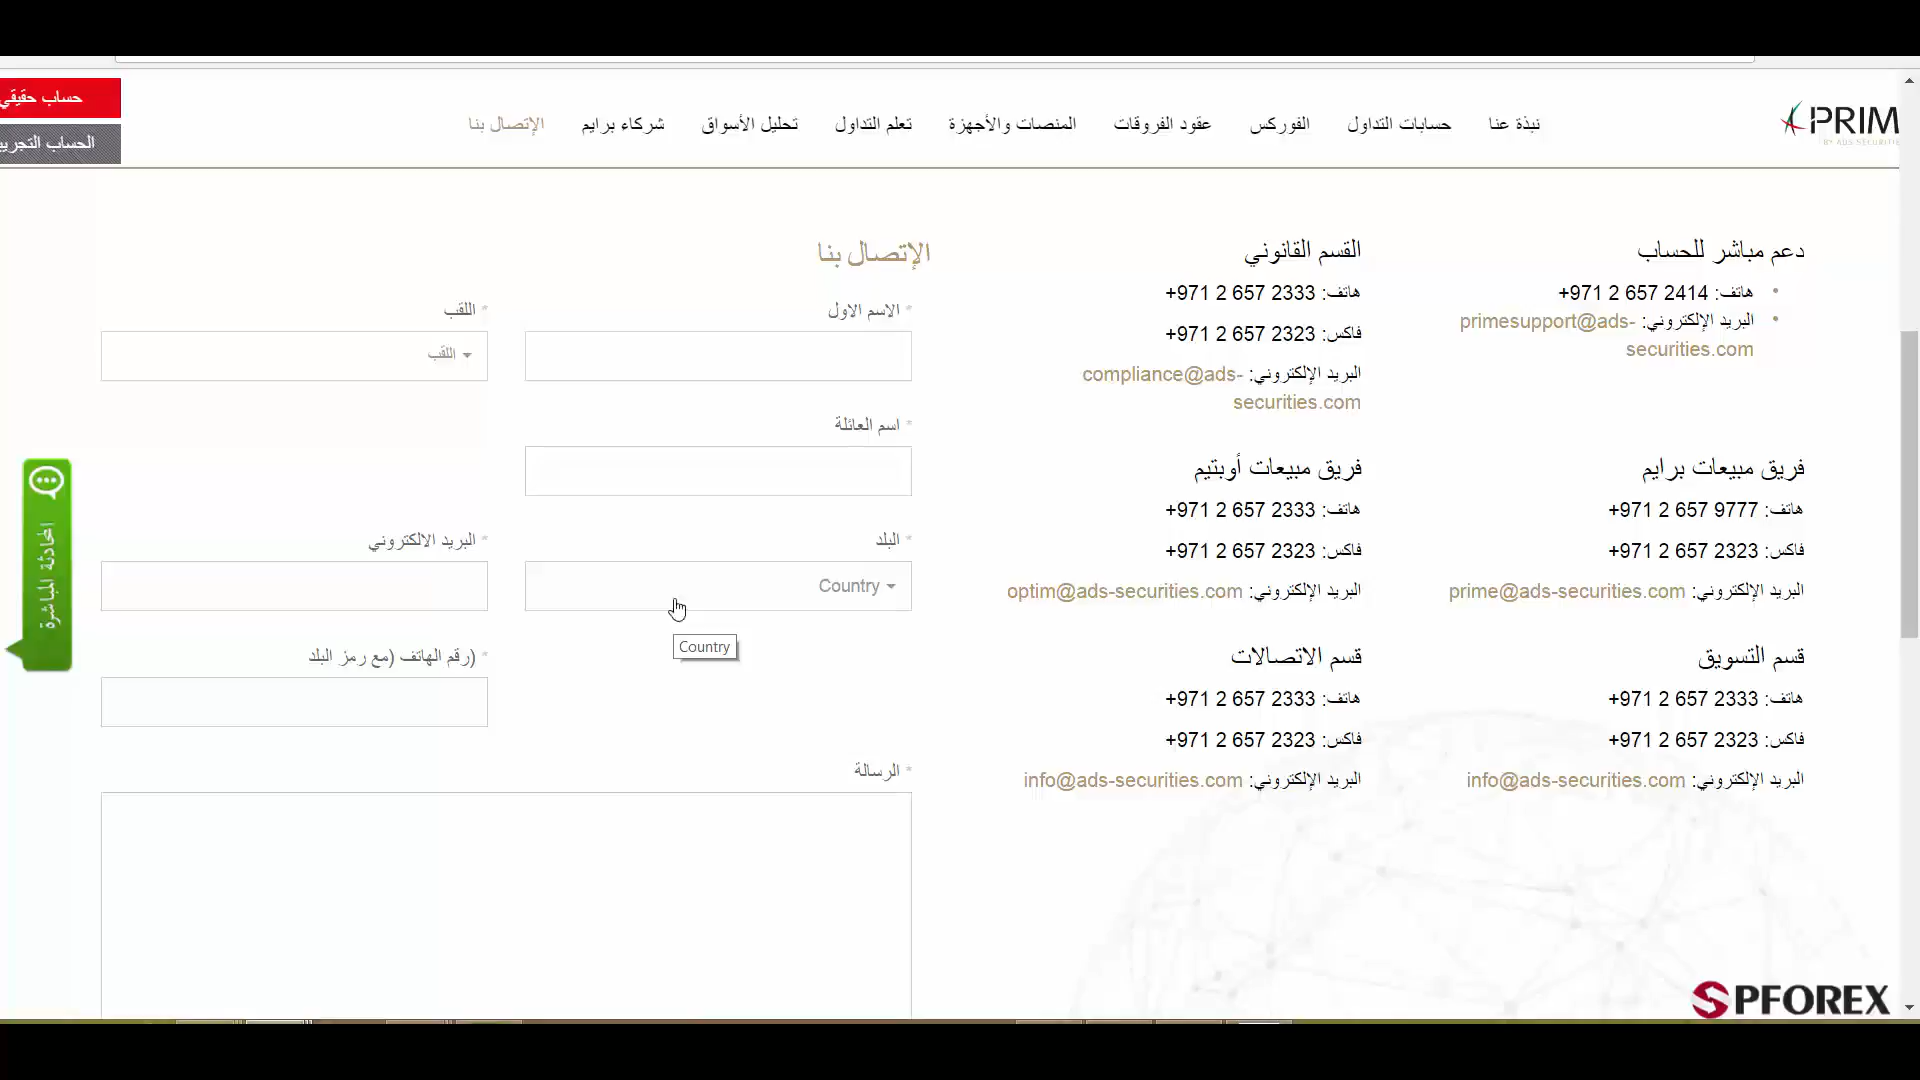 PRIM
BY ADS SECURITIE
نبذة عنا
حسابات التداول
الفوركس
عقود الفروقات
المنصات والأجهزة
تعلم التداول
تحليل الأسواق
شركاء برايم
الإتصال بنا
حساب حقيقي
الحساب التجريبي
دعم مباشر للحساب
هاتف: 2414 657 2 971+
البريد الإلكتروني: primesupport@ads-
securities.com
القسم القانوني
هاتف: 2333 657 2 971+
فاكس: 2323 657 2 971+
البريد الإلكتروني: compliance@ads-
securities.com
فريق مبيعات برايم
هاتف: 9777 657 2 971+
فاكس: 2323 657 2 971+
البريد الإلكتروني: prime@ads-securities.com
فريق مبيعات أوبتيم
هاتف: 2333 657 2 971+
فاكس: 2323 657 2 971+
البريد الإلكتروني: optim@ads-securities.com
قسم التسويق
هاتف: 2333 657 2 971+
فاكس: 2323 657 2 971+
البريد الإلكتروني: info@ads-securities.com
قسم الاتصالات
هاتف: 2333 657 2 971+
فاكس: 2323 657 2 971+
البريد الإلكتروني: info@ads-securities.com
الإتصال بنا
* الاسم الاول
* اللقب
اللقب
* اسم العائلة
* البلد
Country
Country
* البريد الالكتروني
* (رقم الهاتف (مع رمز البلد
* الرسالة
المحادثة المباشرة
SPFOREX